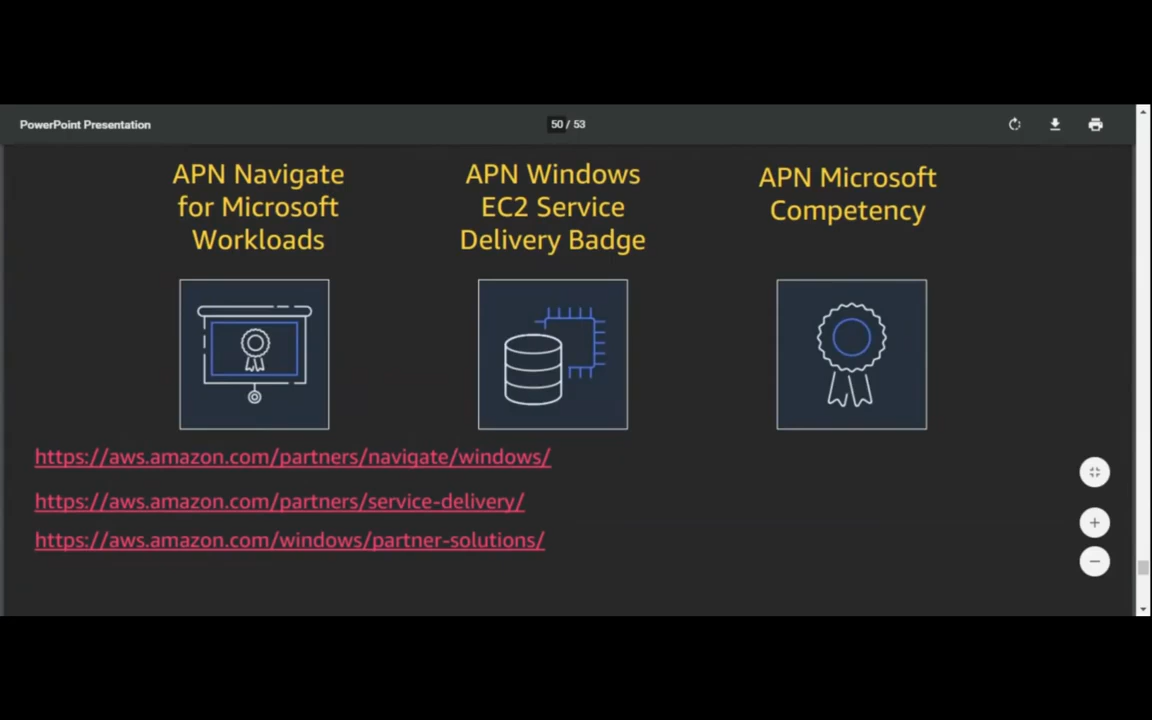 PowerPoint Presentation
50 / 53
APN Navigate
for Microsoft
Workloads
APN Windows
EC2 Service
Delivery Badge
APN Microsoft
Competency
https://aws.amazon.com/partners/navigate/windows/
https://aws.amazon.com/partners/service-delivery/
https://aws.amazon.com/windows/partner-solutions/